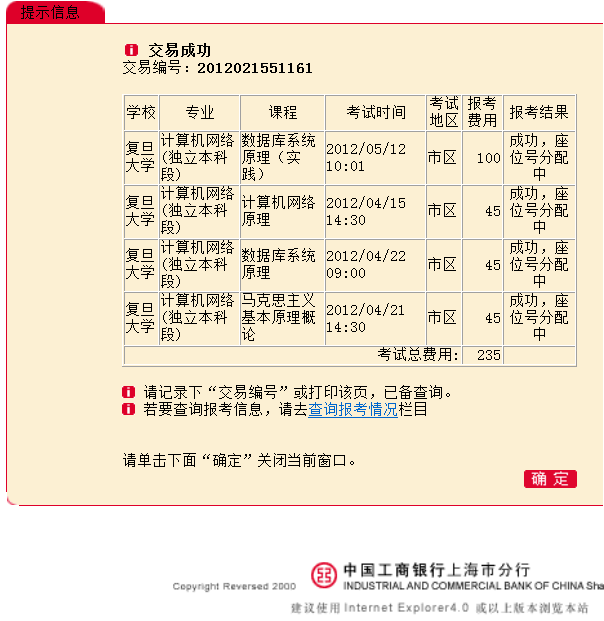 提示信息
交易成功
交易编号：2012021551161
学校 专业 课程 考试时间 考试地区 报考费用 报考结果
复旦大学 计算机网络(独立本科段) 数据库系统原理（实践） 2012/05/12 10:01 市区 100 成功，座位号分配中
复旦大学 计算机网络(独立本科段) 计算机网络原理 2012/04/15 14:30 市区 45 成功，座位号分配中
复旦大学 计算机网络(独立本科段) 数据库系统原理 2012/04/22 09:00 市区 45 成功，座位号分配中
复旦大学 计算机网络(独立本科段) 马克思主义基本原理概论 2012/04/21 14:30 市区 45 成功，座位号分配中
考试总费用: 235
请记录下“交易编号”或打印该页，已备查询。
若要查询报考信息，请去查询报考情况栏目
请单击下面“确定”关闭当前窗口。
确 定
中国工商银行上海市分行
Copyright Reversed 2000 INDUSTRIAL AND COMMERCIAL BANK OF CHINA Sha
建议使用Internet Explorer4.0 或以上版本浏览本站